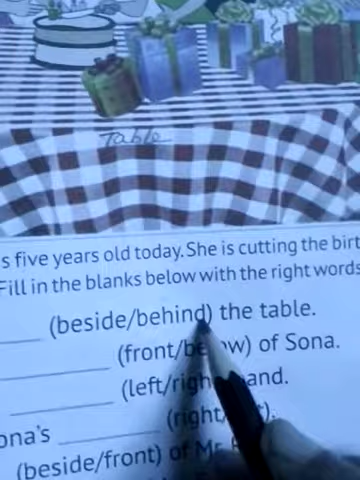 Table
s five years old today. She is cutting the birt
Fill in the blanks below with the right words
(beside/behind) the table.
(front/be ow) of Sona.
(left/righ and.
ona's (right/ t).
(beside/front) of Mr